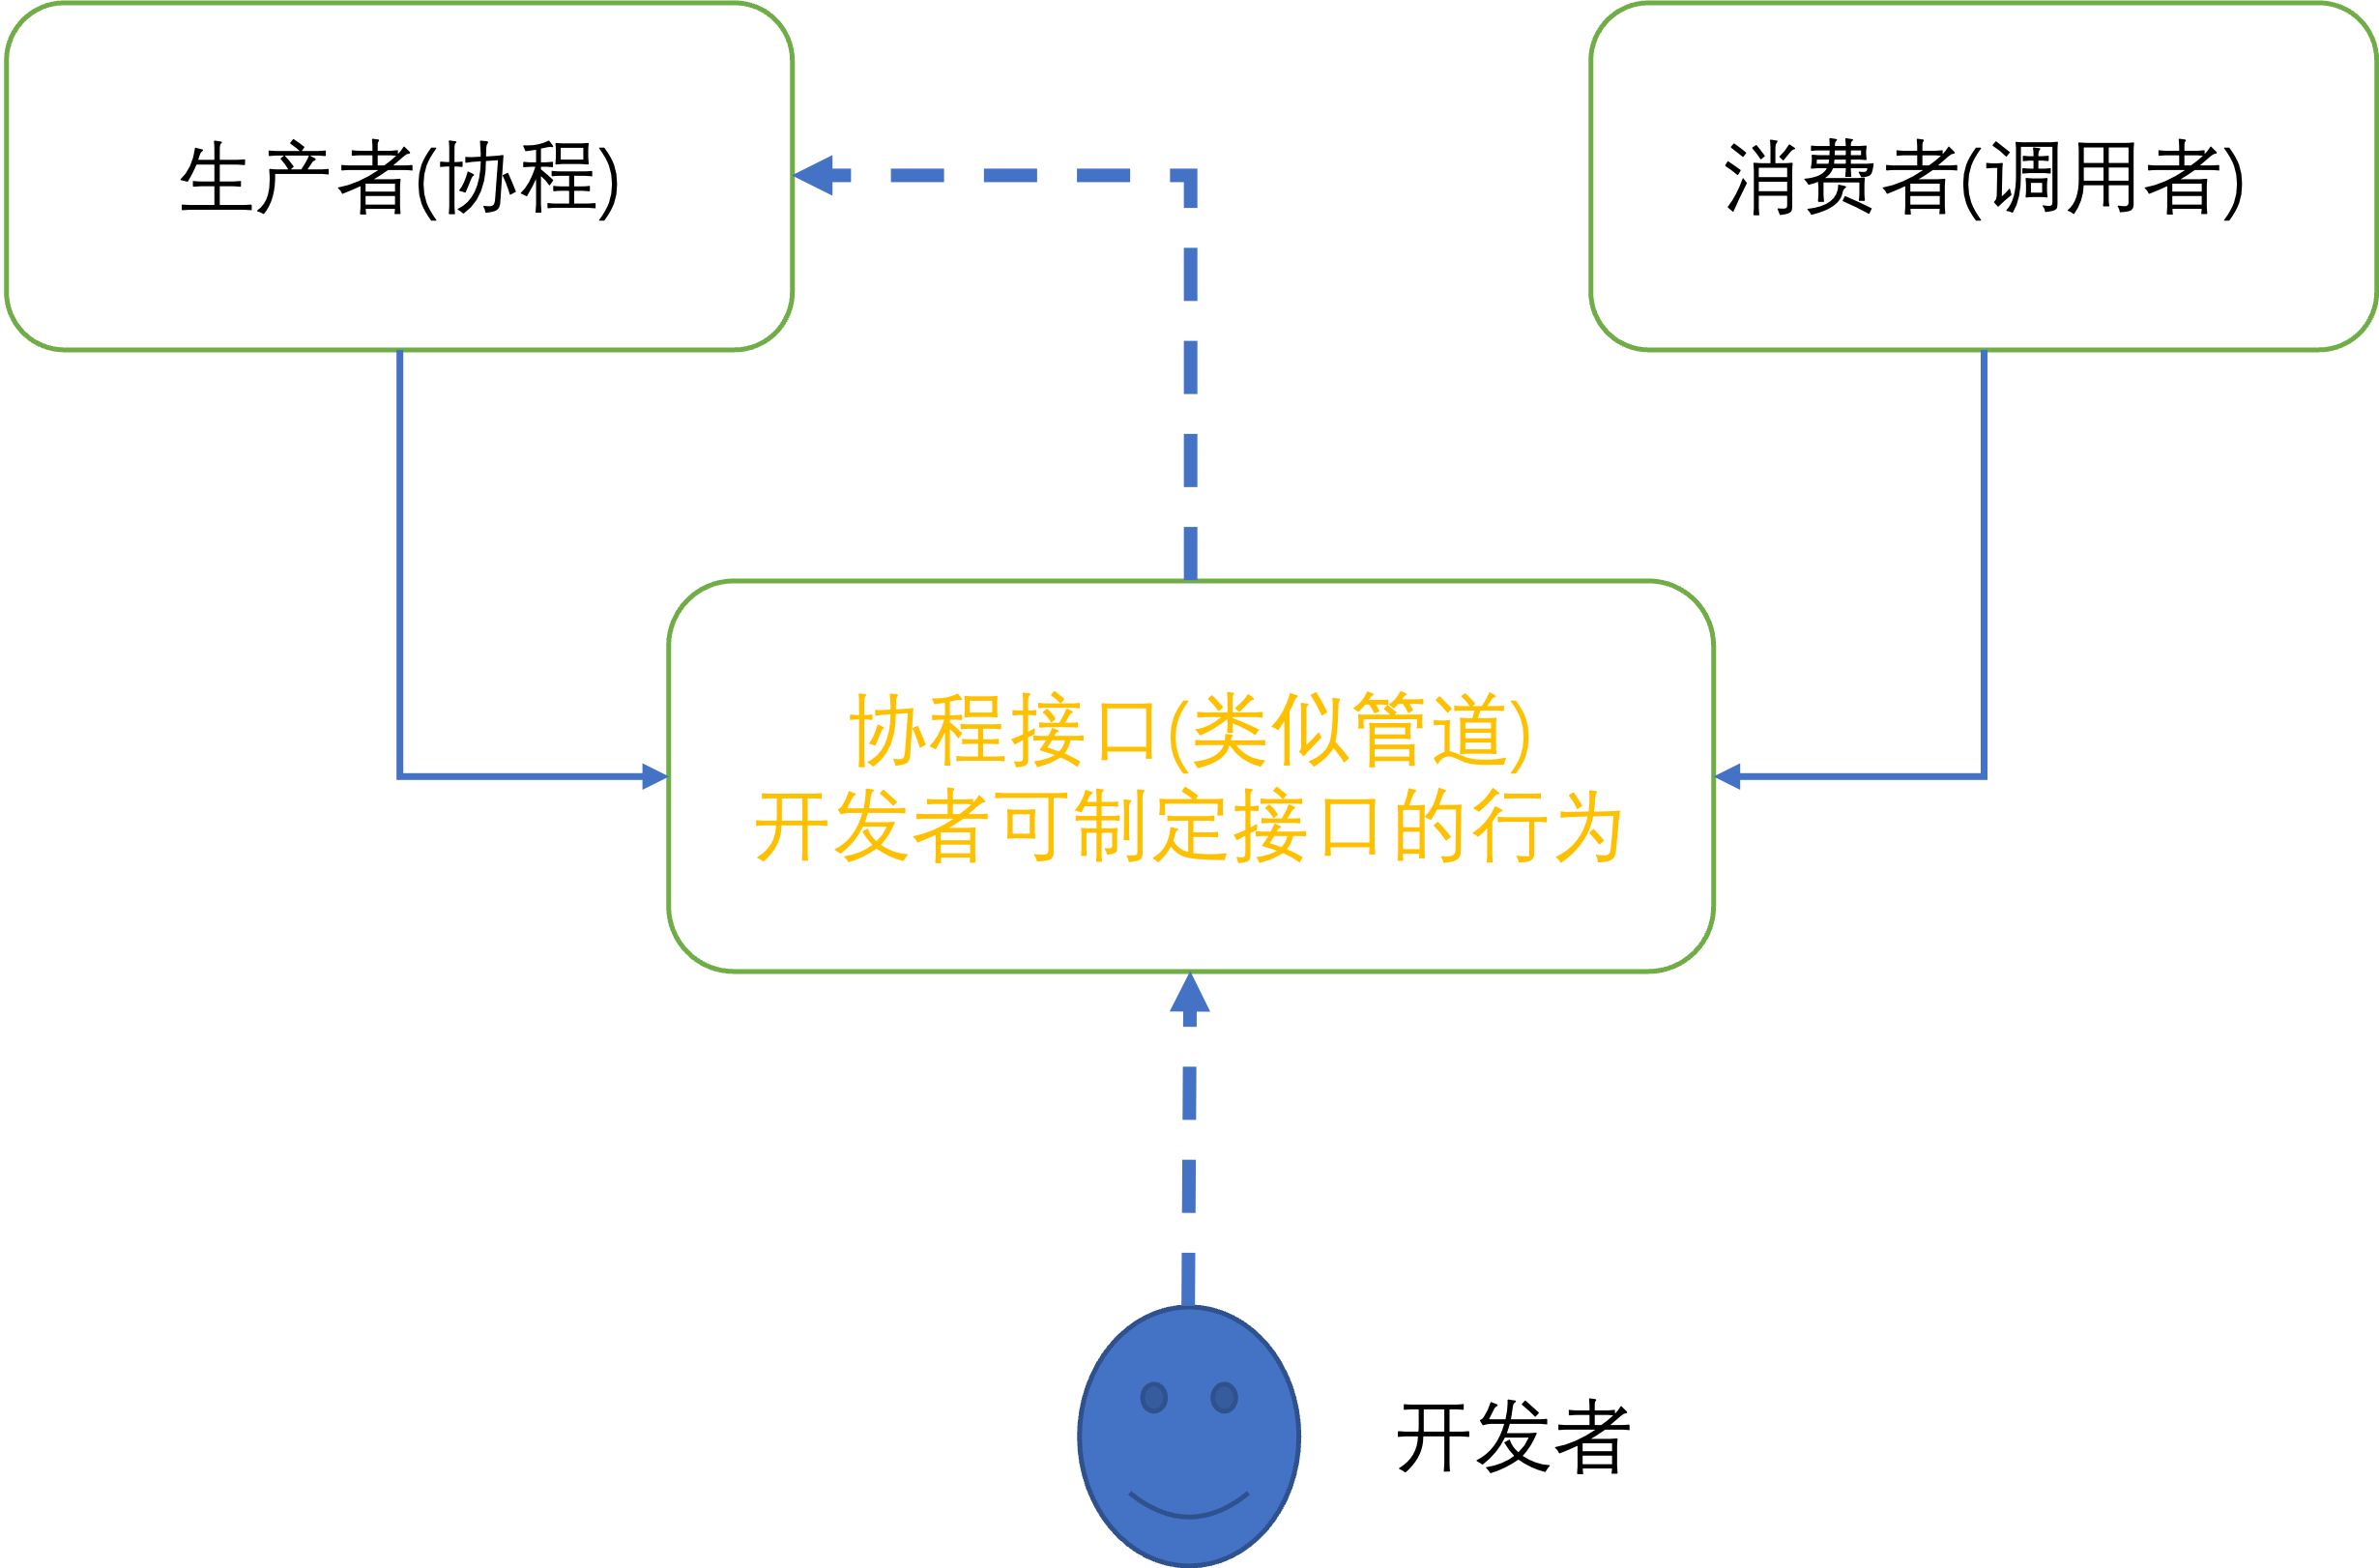 生产者(协程)
消费者(调用者)
协程接口(类似管道)
开发者可制定接口的行为
开发者